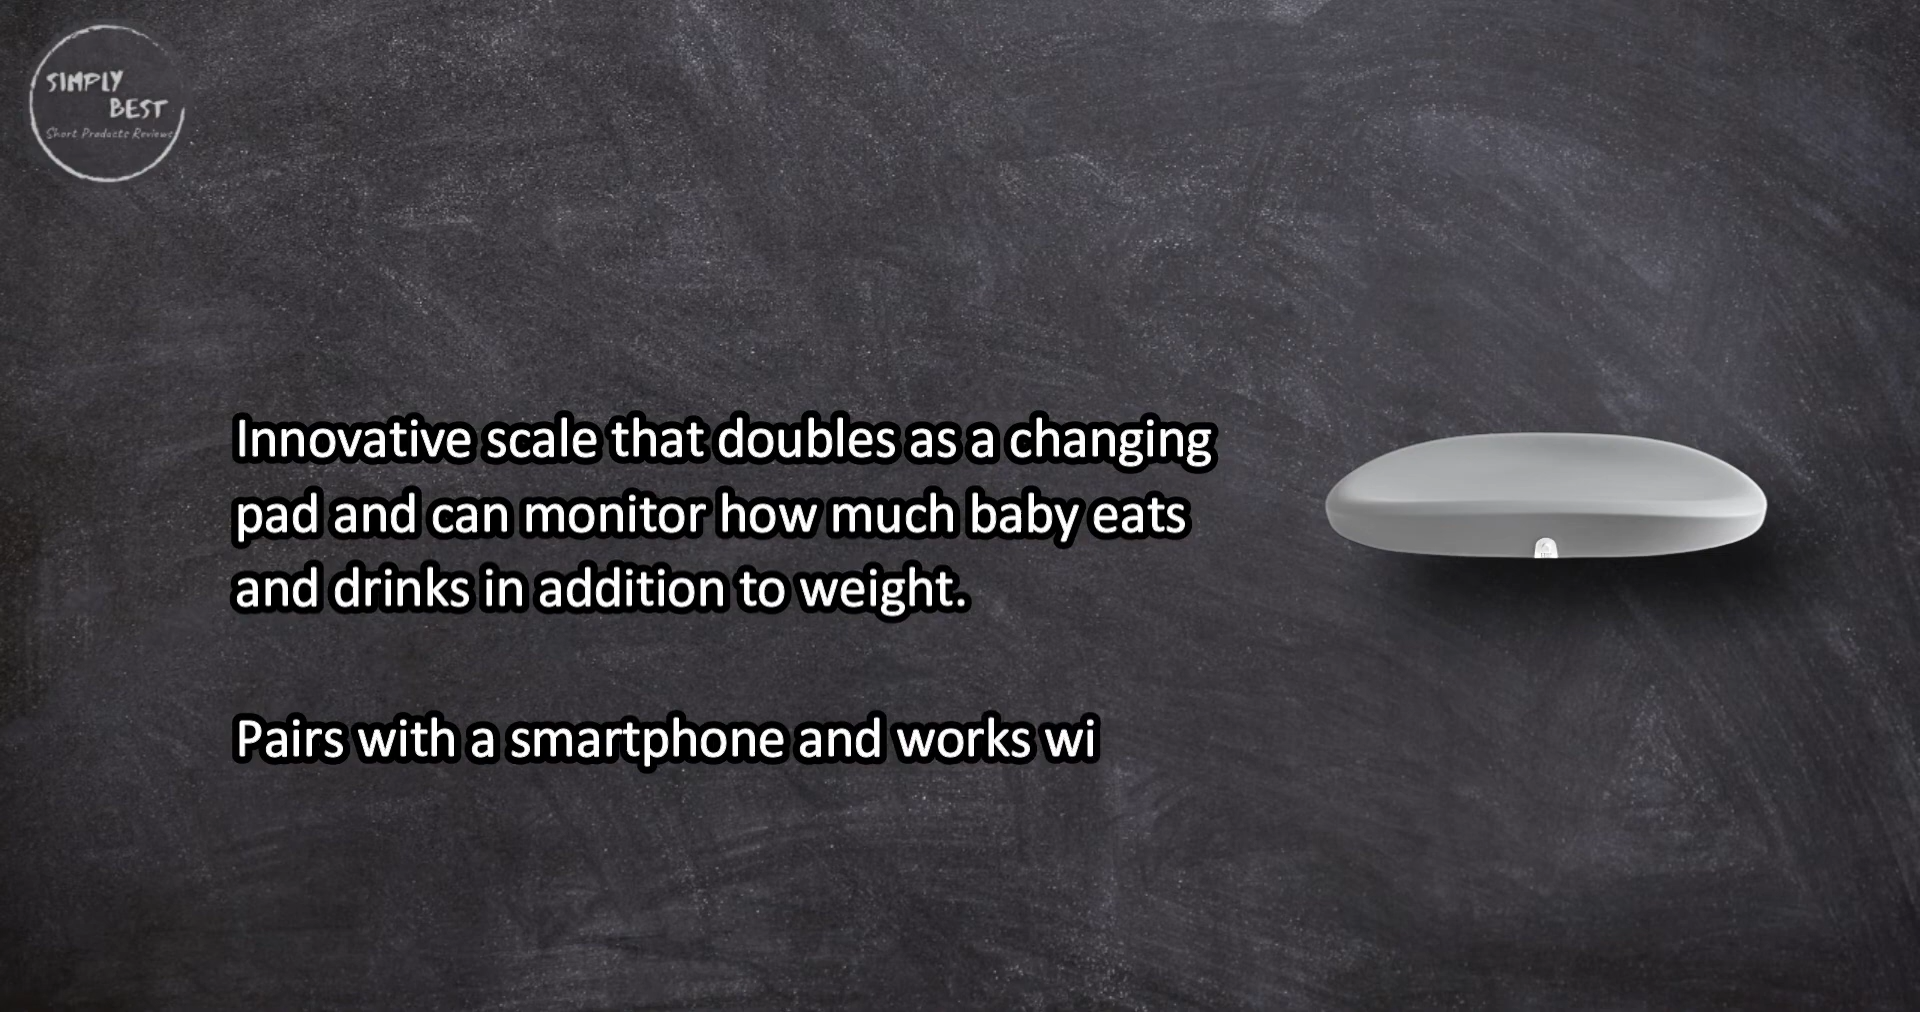 SIMPLY
BEST
Short Products Reviews
Innovative scale that doubles as a changing
pad and can monitor how much baby eats
and drinks in addition to weight.
Pairs with a smartphone and works wi